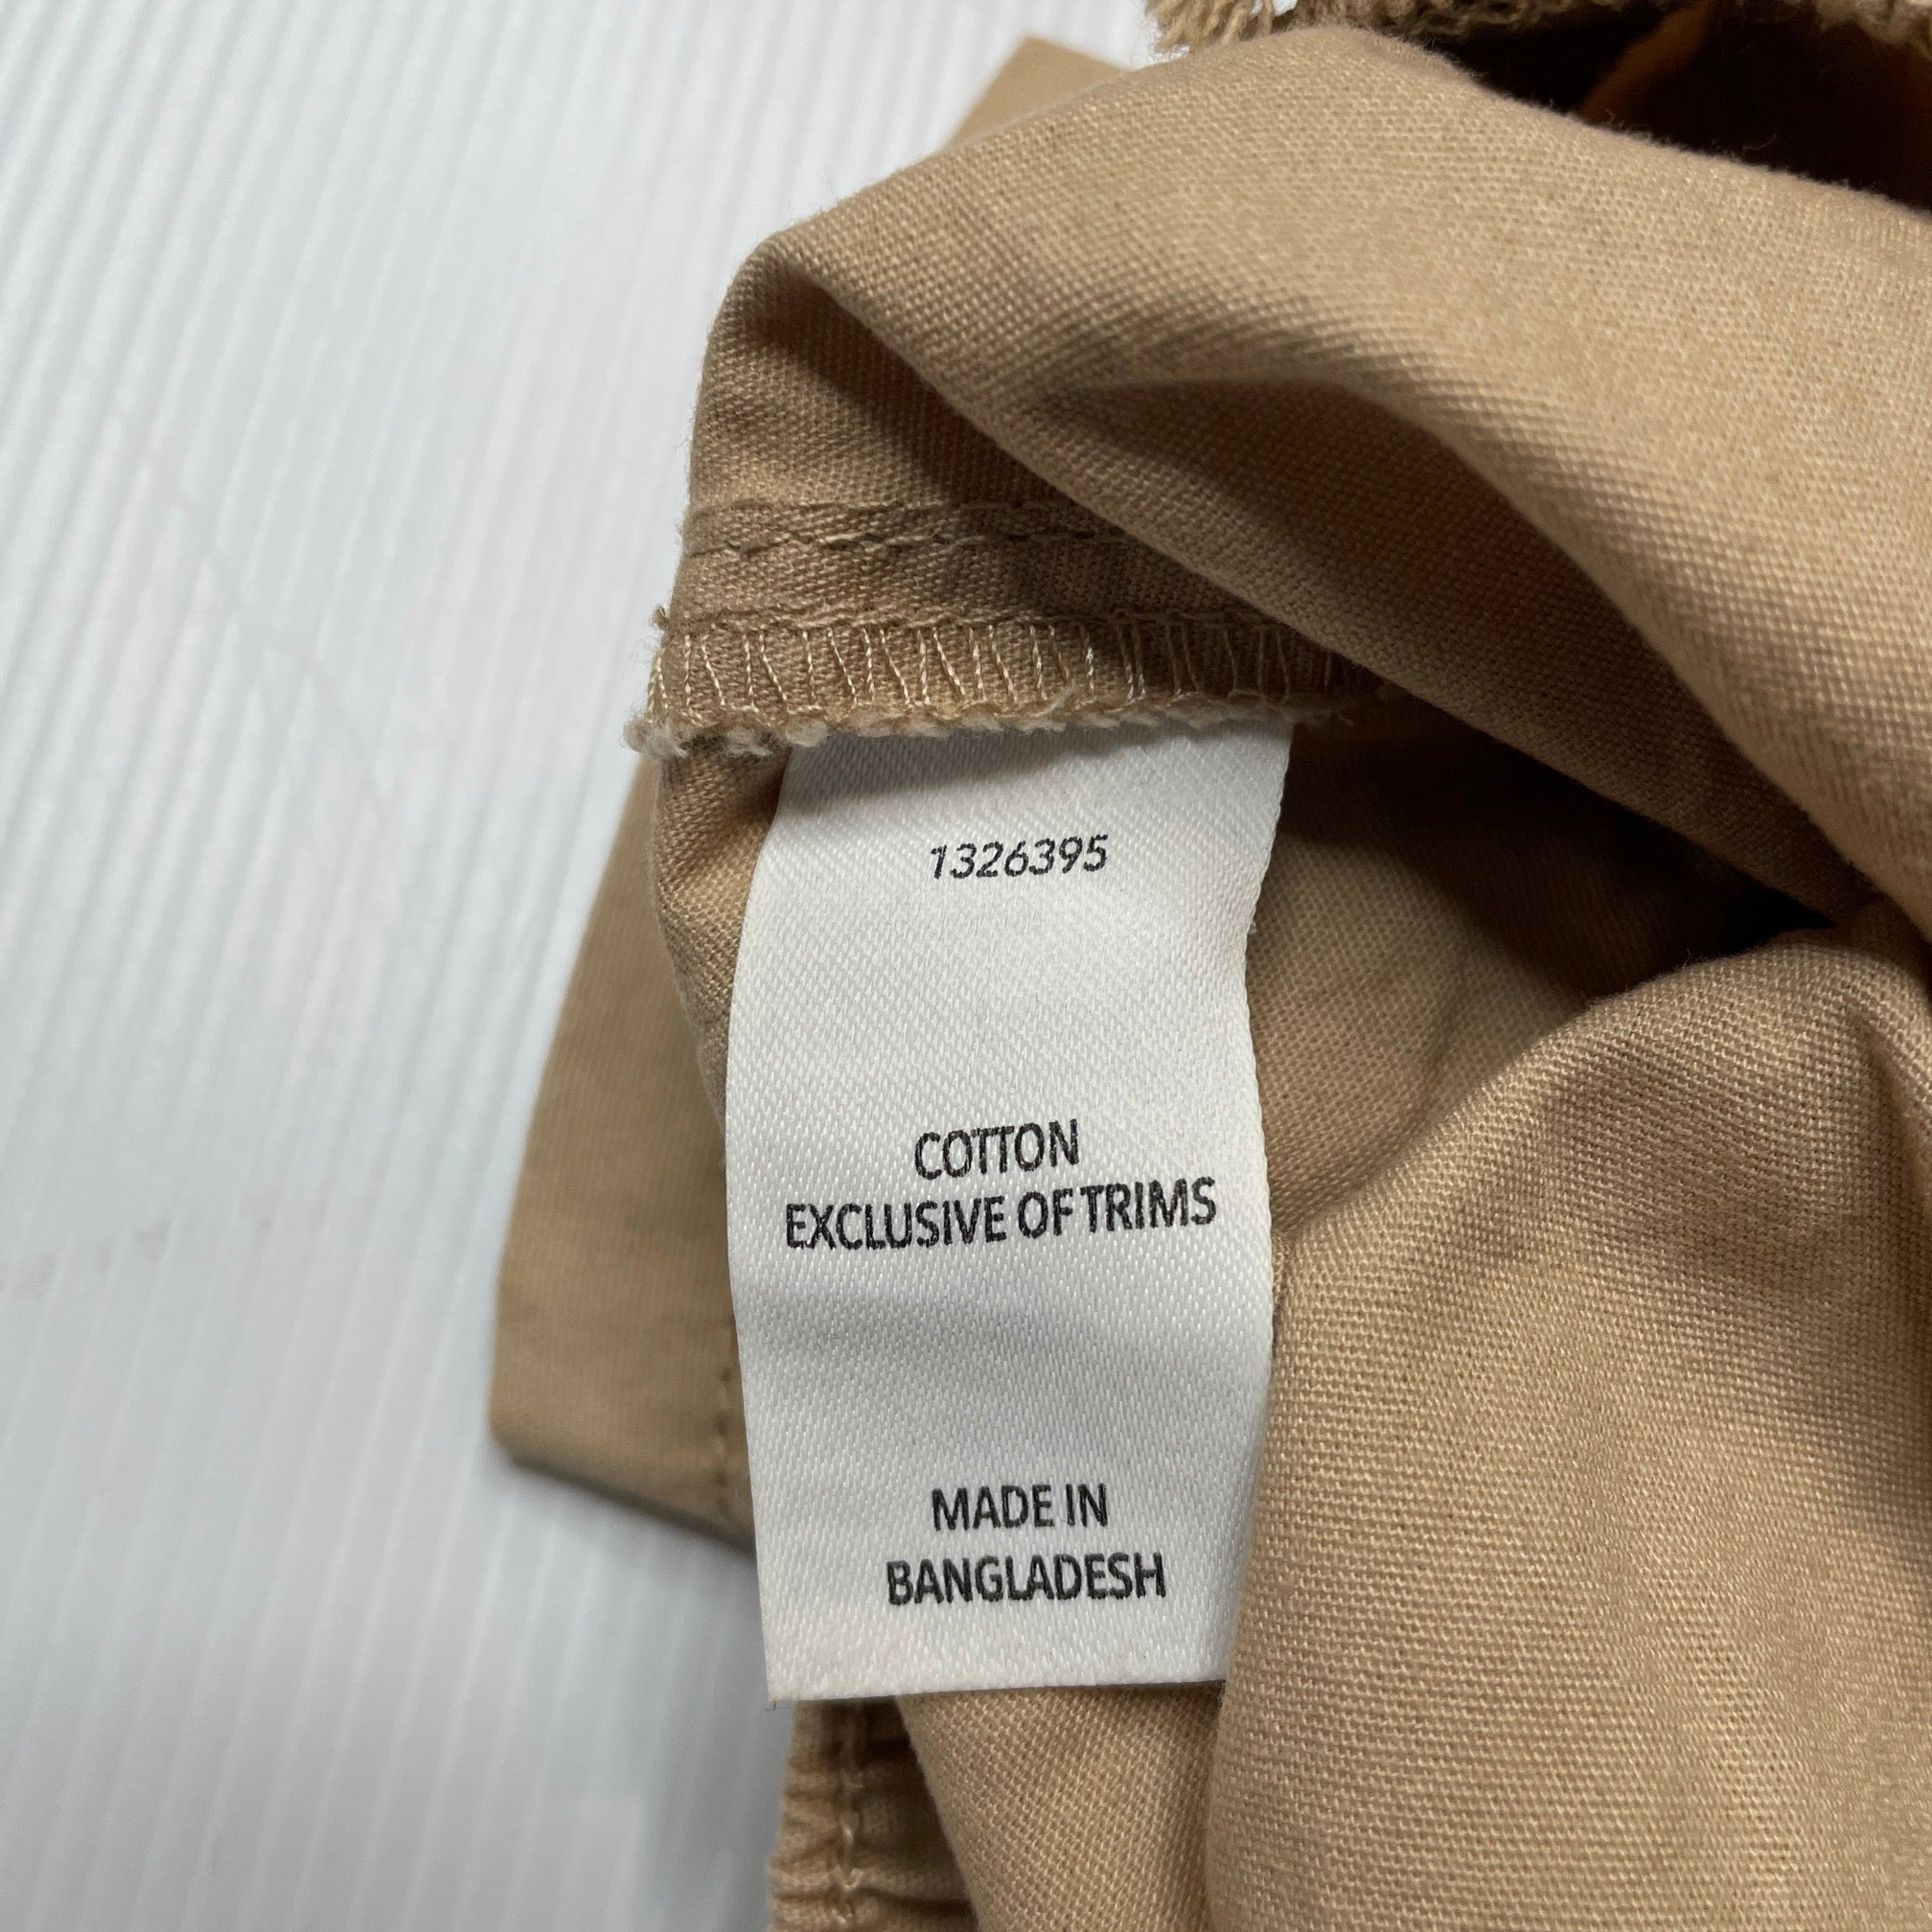 1326395
COTTON
EXCLUSIVE OF TRIMS
MADE IN
BANGLADESH